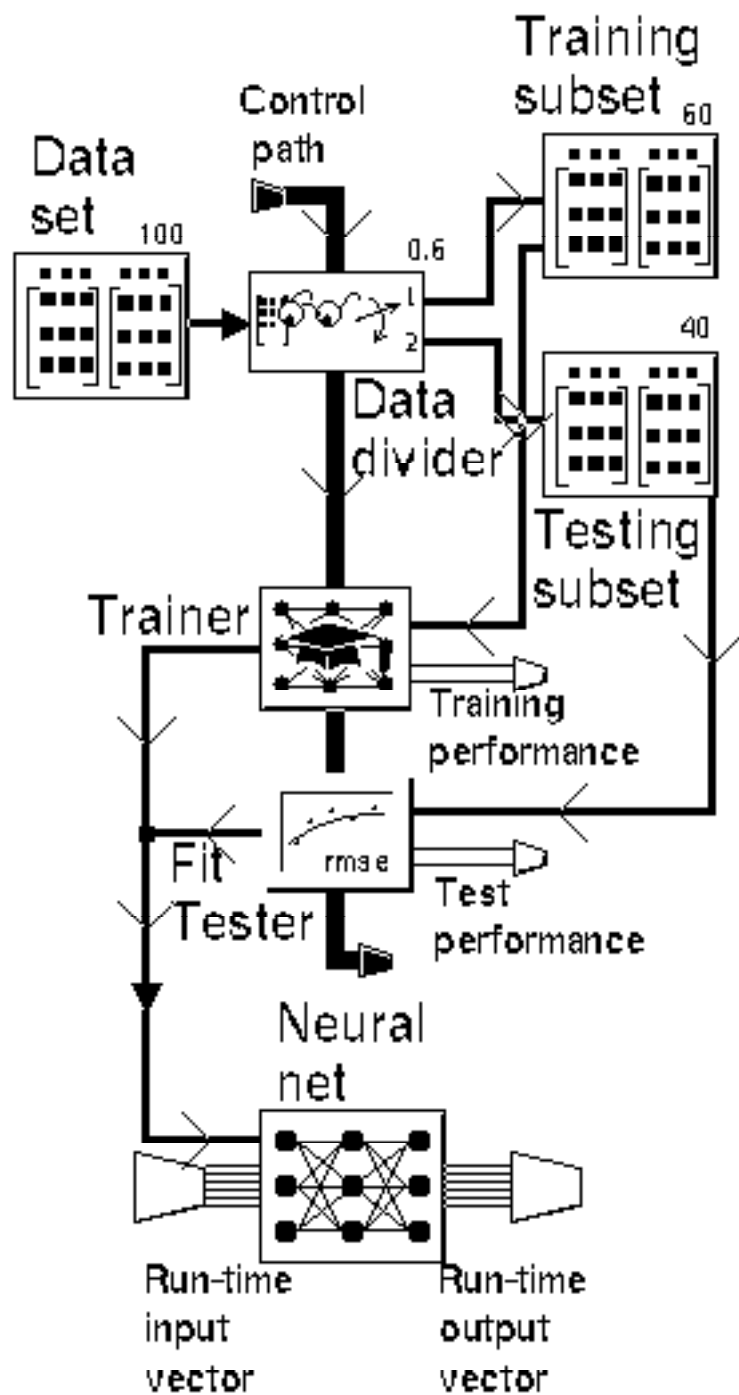 Training
subset
60
Control
path
Data
set
100
0.6
1
2
40
Data
divider
Testing
subset
Trainer
Training
performance
rmse
Fit
Tester
Test
performance
Neural
net
Run-time
input
vector
Run-time
output
vector